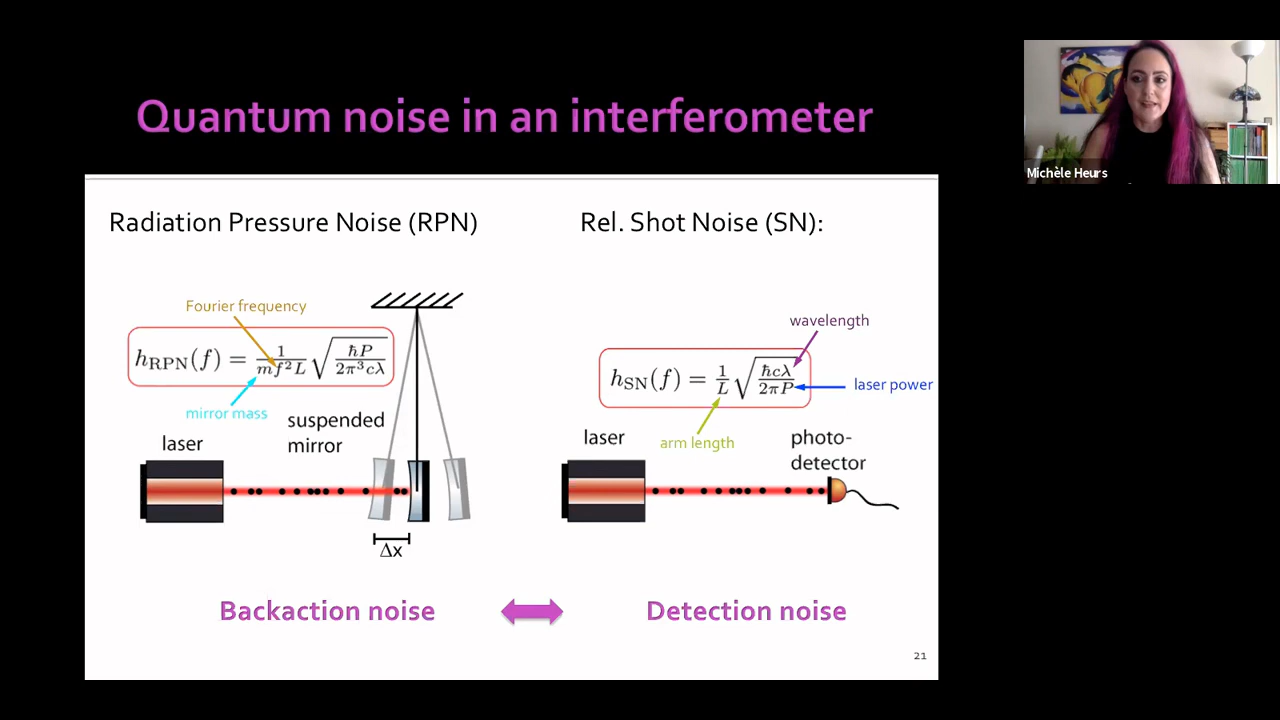 Quantum noise in an interferometer
Michèle Heurs
Radiation Pressure Noise (RPN)
Rel. Shot Noise (SN):
Fourier frequency
h_RPN(f) = 1/(mf²L) √(ħP/(2π³cλ))
mirror mass
suspended
mirror
laser
Δx
wavelength
h_SN(f) = 1/L √(ħcλ/(2πP))
laser power
arm length
laser
photo-
detector
Backaction noise
Detection noise
21